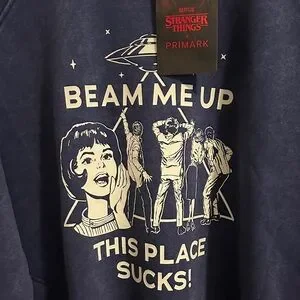 NETFLIX
STRANGER
THINGS
X
PRIMARK
BEAM ME UP
THIS PLACE
SUCKS!